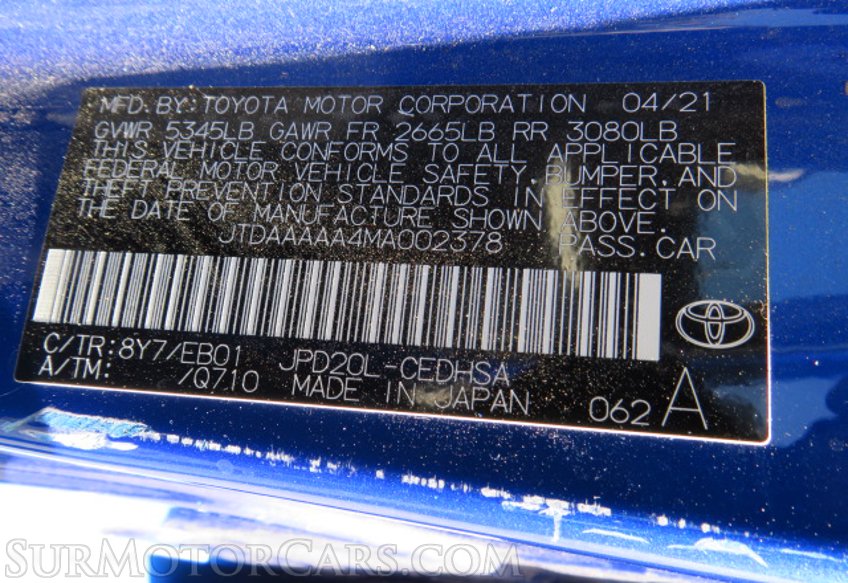 MFD. BY: TOYOTA MOTOR CORPORATION 04/21
GVWR 5345LB GAWR FR 2665LB RR 3080LB
THIS VEHICLE CONFORMS TO ALL APPLICABLE
FEDERAL MOTOR VEHICLE SAFETY, BUMPER, AND
THEFT PREVENTION STANDARDS IN EFFECT ON
THE DATE OF MANUFACTURE SHOWN ABOVE.
JTDAAAAA4MA002378 PASS. CAR
C/TR: 8Y7/EB01 JPD20L-CEDHSA
A/TM: /Q710 MADE IN JAPAN 062 A
SURMOTORCARS.COM